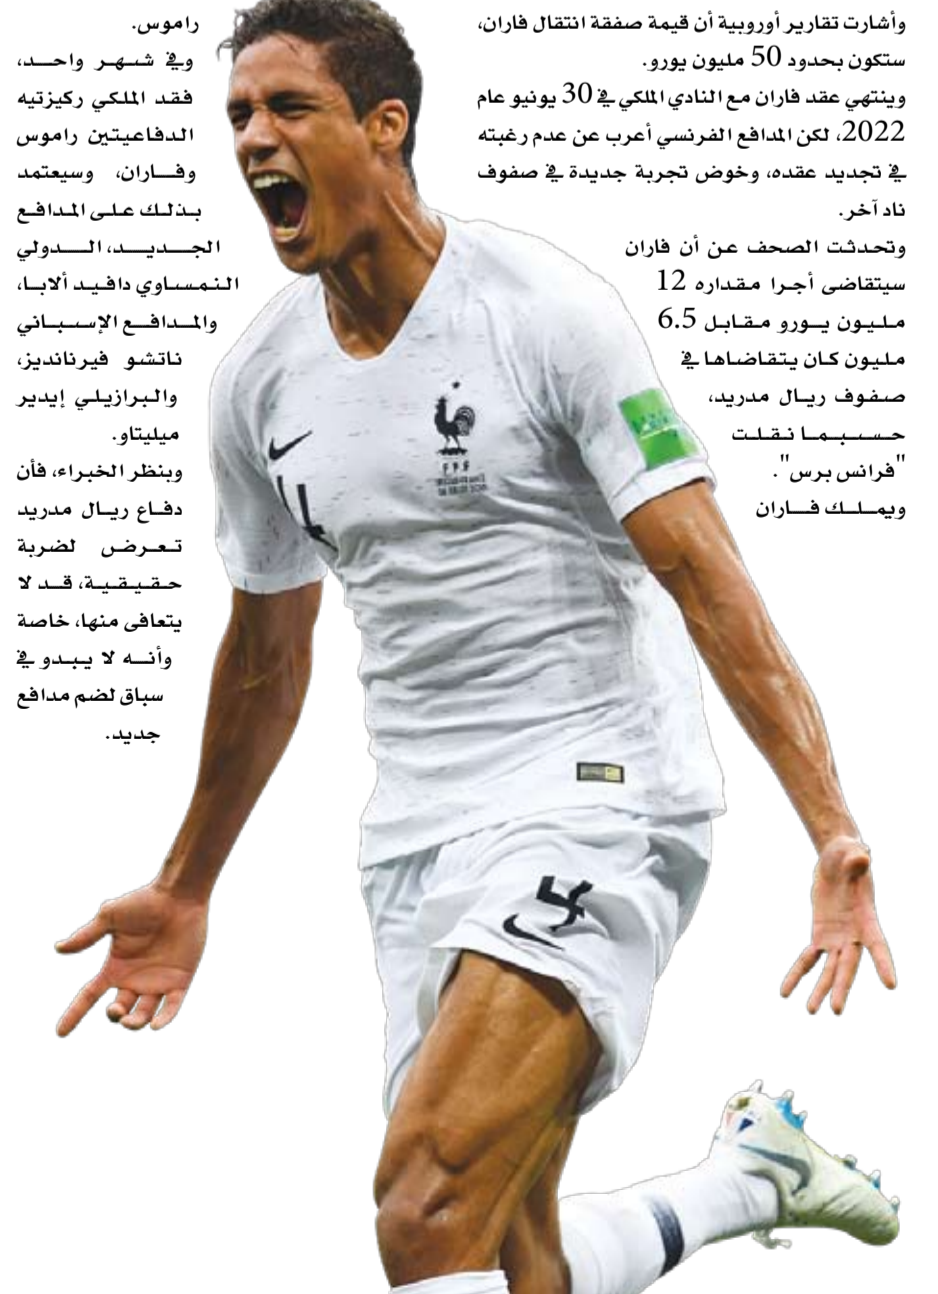 وأشارت تقارير أوروبية أن قيمة صفقة انتقال فاران،
ستكون بحدود 50 مليون يورو.
وينتهي عقد فاران مع النادي الملكي في 30 يونيو عام
2022، لكن المدافع الفرنسي أعرب عن عدم رغبته
في تجديد عقده، وخوض تجربة جديدة في صفوف
ناد آخر.
وتحدثت الصحف عن أن فاران
سيتقاضى أجرا مقداره 12
مليون يورو مقابل 6.5
مليون كان يتقاضاها في
صفوف ريال مدريد،
حسبما نقلت
"فرانس برس".
ويملك فاران
راموس.
وفي شهر واحد،
فقد الملكي ركيزتيه
الدفاعيتين راموس
وفاران، وسيعتمد
بذلك على المدافع
الجديد، الدولي
النمساوي دافيد ألابا،
والمدافع الإسباني
ناتشو فيرنانديز،
والبرازيلي إيدير
ميليتاو.
وبنظر الخبراء، فأن
دفاع ريال مدريد
تعرض لضربة
حقيقية، قد لا
يتعافى منها، خاصة
وأنه لا يبدو في
سباق لضم مدافع
جديد.
FFF
4
4